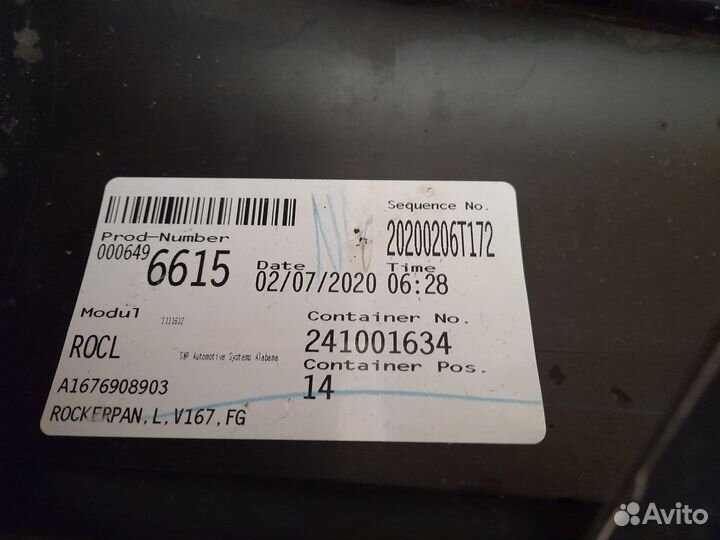 Prod-Number
000649 6615
Sequence No.
20200206T172
Date Time
02/07/2020 06:28
Modul 1111612
ROCL
SMP Automotive Systems Alabama
Container No.
241001634
Container Pos.
14
A1676908903
ROCKERPAN,L,V167,FG
Avito